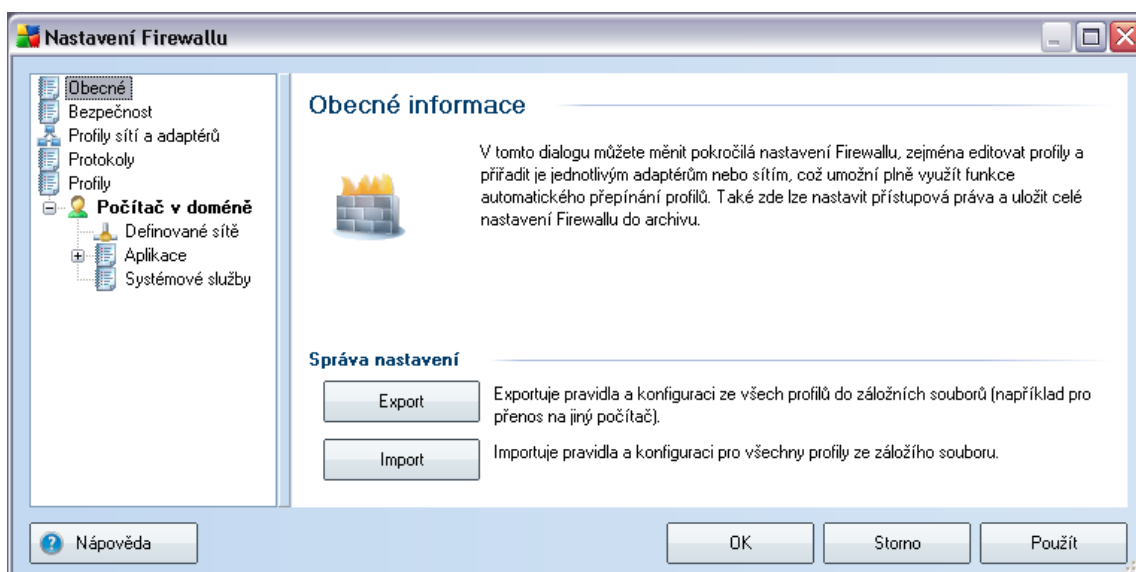 Nastavení Firewallu
Obecné
Bezpečnost
Profily sítí a adaptérů
Protokoly
Profily
Počítač v doméně
Definované sítě
Aplikace
Systémové služby
Obecné informace
V tomto dialogu můžete měnit pokročilá nastavení Firewallu, zejména editovat profily a
přiřadit je jednotlivým adaptérům nebo sítím, což umožní plně využít funkce
automatického přepínání profilů. Také zde lze nastavit přístupová práva a uložit celé
nastavení Firewallu do archivu.
Správa nastavení
Export
Exportuje pravidla a konfiguraci ze všech profilů do záložních souborů (například pro
přenos na jiný počítač).
Import
Importuje pravidla a konfiguraci pro všechny profily ze záložího souboru.
Nápověda
OK
Storno
Použít